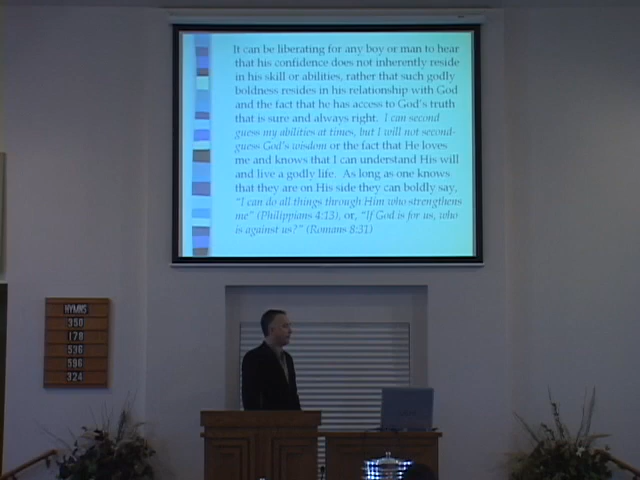 It can be liberating for any boy or man to hear
that his confidence does not inherently reside
in his skill or abilities, rather that such godly
boldness resides in his relationship with God
and the fact that he has access to God's truth
that is sure and always right. I can second
guess my abilities at times, but I will not second-
guess God's wisdom or the fact that He loves
me and knows that I can understand His will
and live a godly life. As long as one knows
that they are on His side they can boldly say,
"I can do all things through Him who strengthens
me" (Philippians 4:13), or, "If God is for us, who
is against us?" (Romans 8:31)
HYMNS
350
178
536
596
324